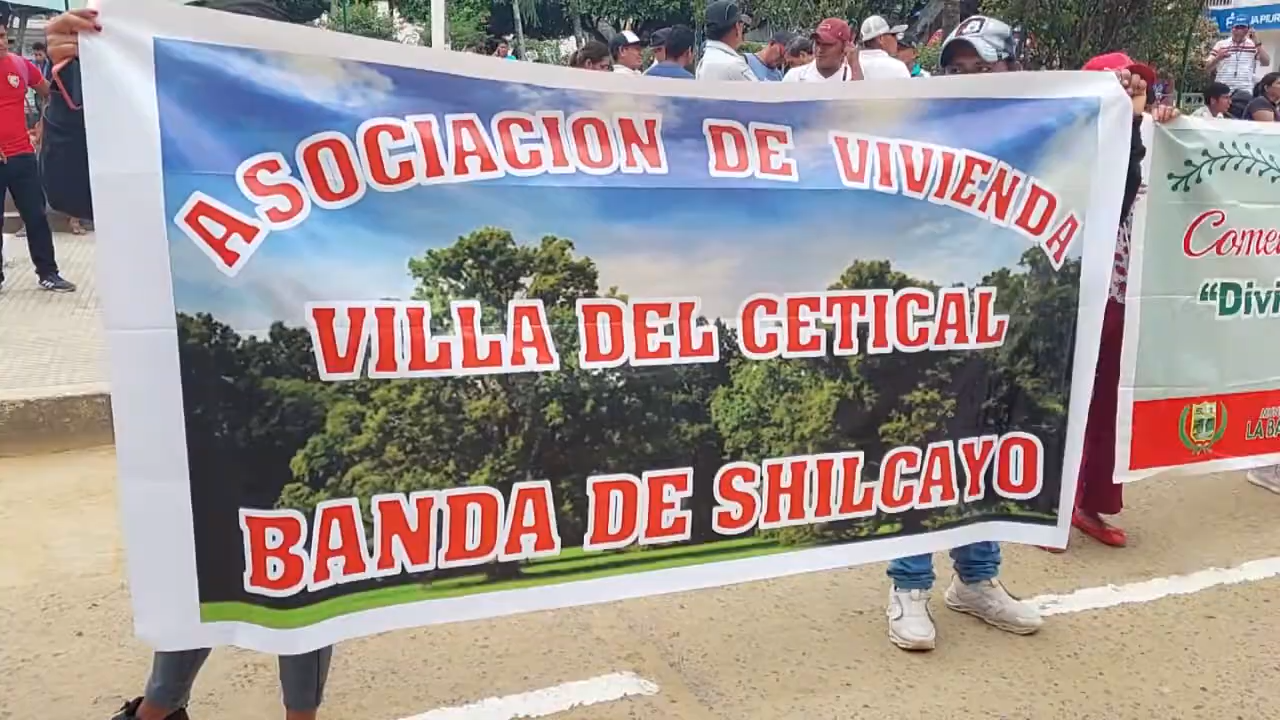 ASOCIACION DE VIVIENDA
VILLA DEL CETICAL
BANDA DE SHILCAYO